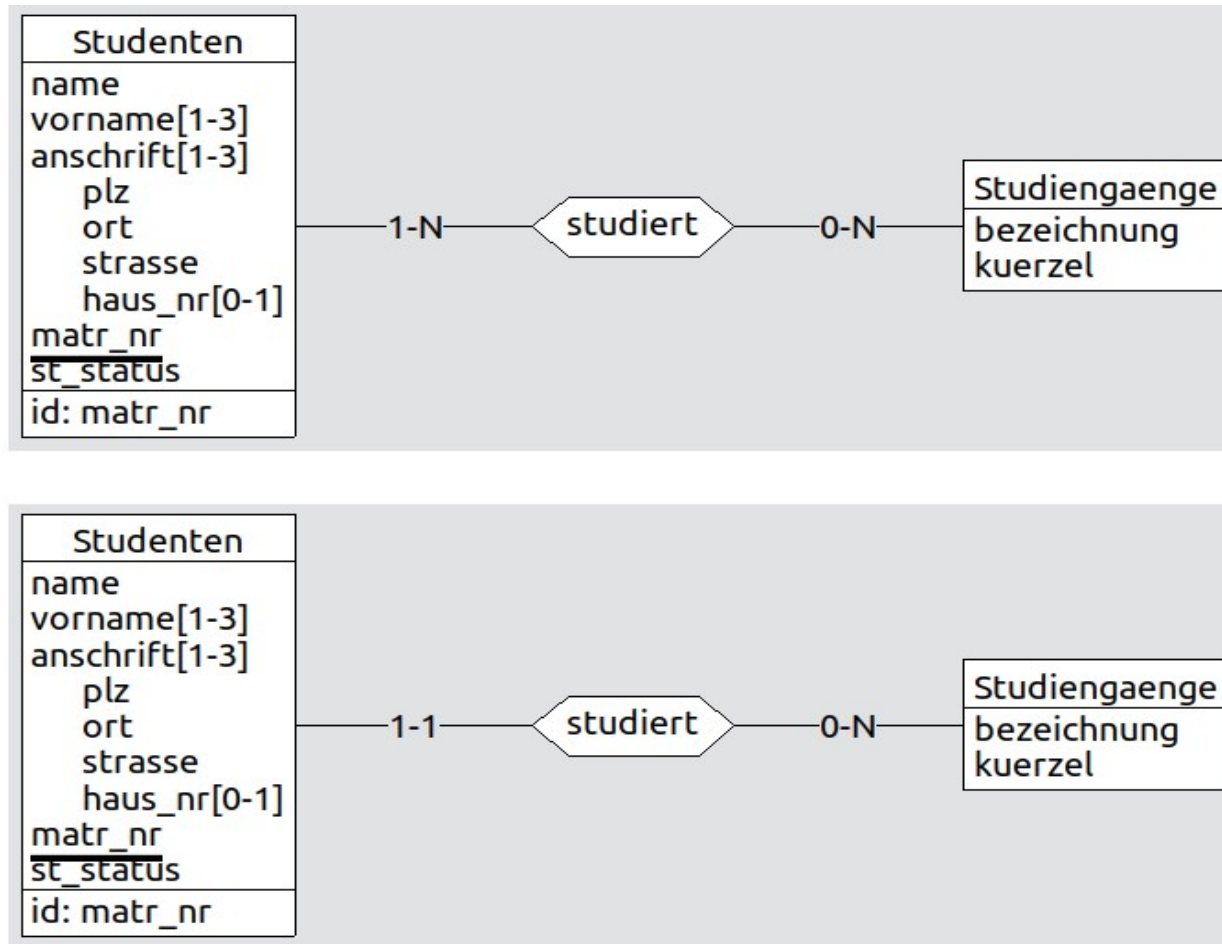 Studenten
name
vorname[1-3]
anschrift[1-3]
plz
ort
strasse
haus_nr[0-1]
matr_nr
st_status
id: matr_nr
1-N
studiert
0-N
Studiengaenge
bezeichnung
kuerzel
Studenten
name
vorname[1-3]
anschrift[1-3]
plz
ort
strasse
haus_nr[0-1]
matr_nr
st_status
id: matr_nr
1-1
studiert
0-N
Studiengaenge
bezeichnung
kuerzel